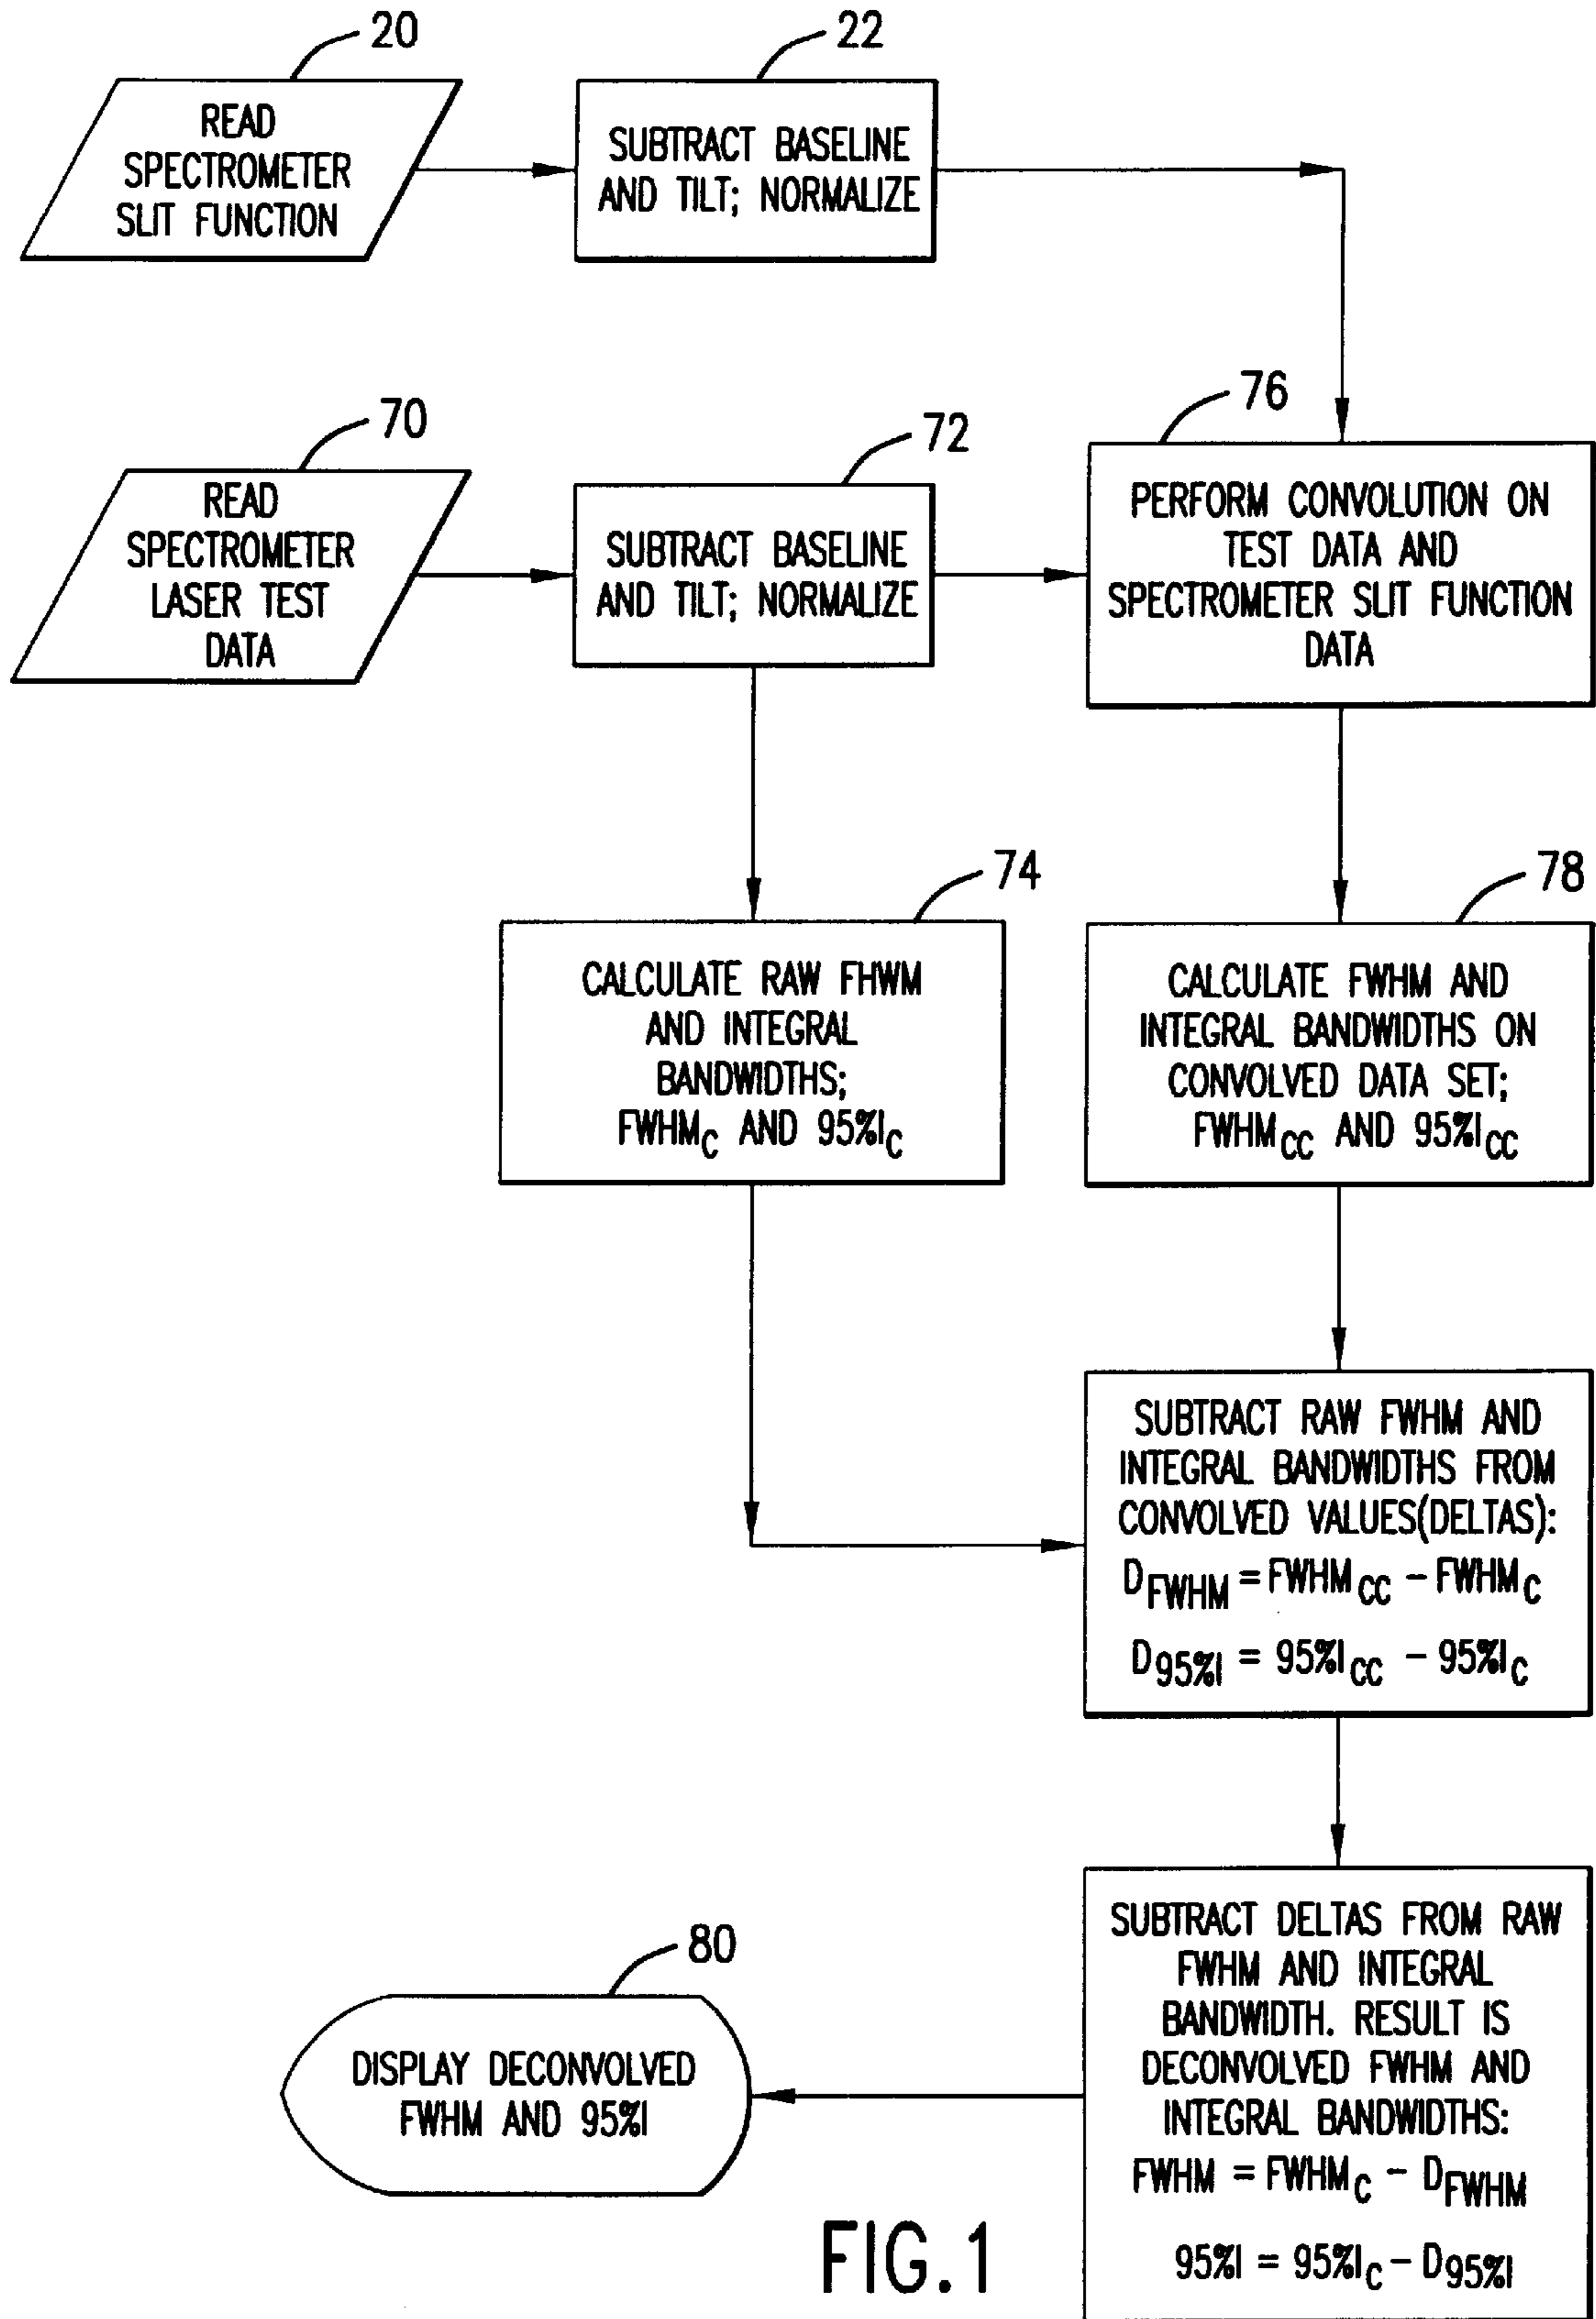 20
READ
SPECTROMETER
SLIT FUNCTION
22
SUBTRACT BASELINE
AND TILT; NORMALIZE
70
READ
SPECTROMETER
LASER TEST
DATA
72
SUBTRACT BASELINE
AND TILT; NORMALIZE
76
PERFORM CONVOLUTION ON
TEST DATA AND
SPECTROMETER SLIT FUNCTION
DATA
74
CALCULATE RAW FHWM
AND INTEGRAL
BANDWIDTHS;
FWHM_C AND 95%I_C
78
CALCULATE FWHM AND
INTEGRAL BANDWIDTHS ON
CONVOLVED DATA SET;
FWHM_CC AND 95%I_CC
SUBTRACT RAW FWHM AND
INTEGRAL BANDWIDTHS FROM
CONVOLVED VALUES(DELTAS):
D_FWHM = FWHM_CC - FWHM_C
D_95%I = 95%I_CC - 95%I_C
SUBTRACT DELTAS FROM RAW
FWHM AND INTEGRAL
BANDWIDTH. RESULT IS
DECONVOLVED FWHM AND
INTEGRAL BANDWIDTHS:
FWHM = FWHM_C - D_FWHM
95%I = 95%I_C - D_95%I
80
DISPLAY DECONVOLVED
FWHM AND 95%I
FIG.1